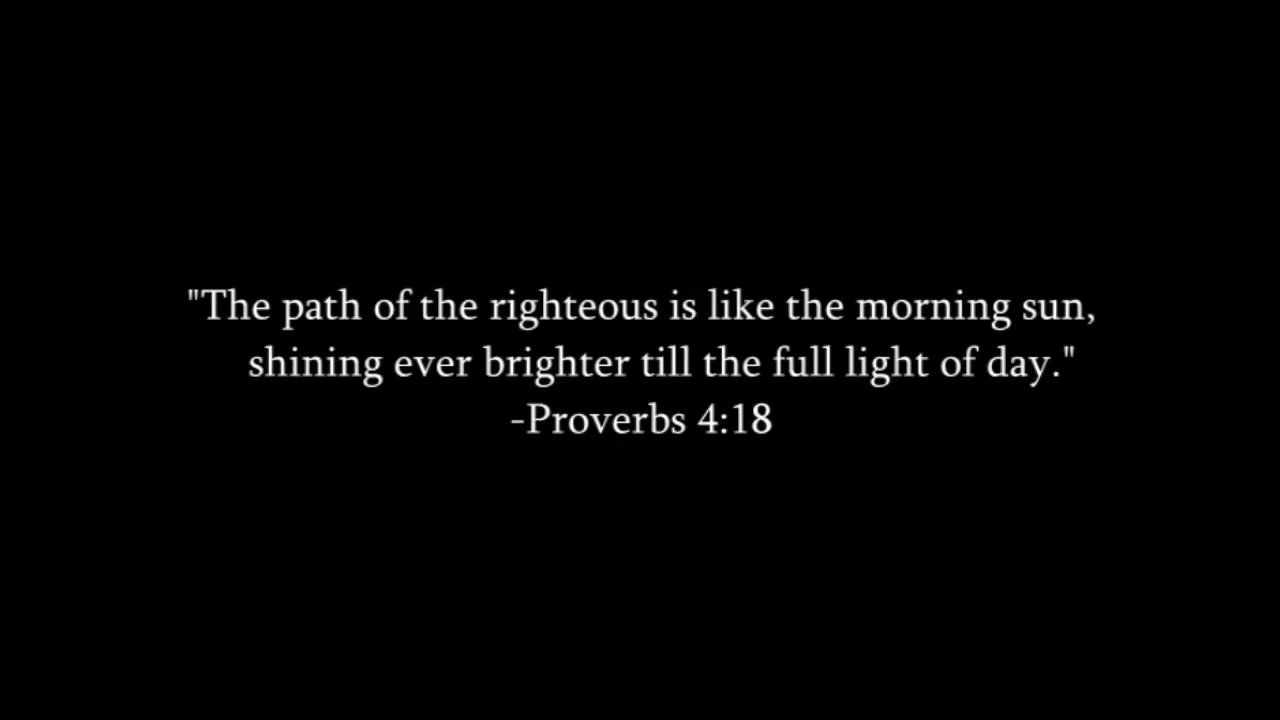 "The path of the righteous is like the morning sun,
shining ever brighter till the full light of day."
-Proverbs 4:18